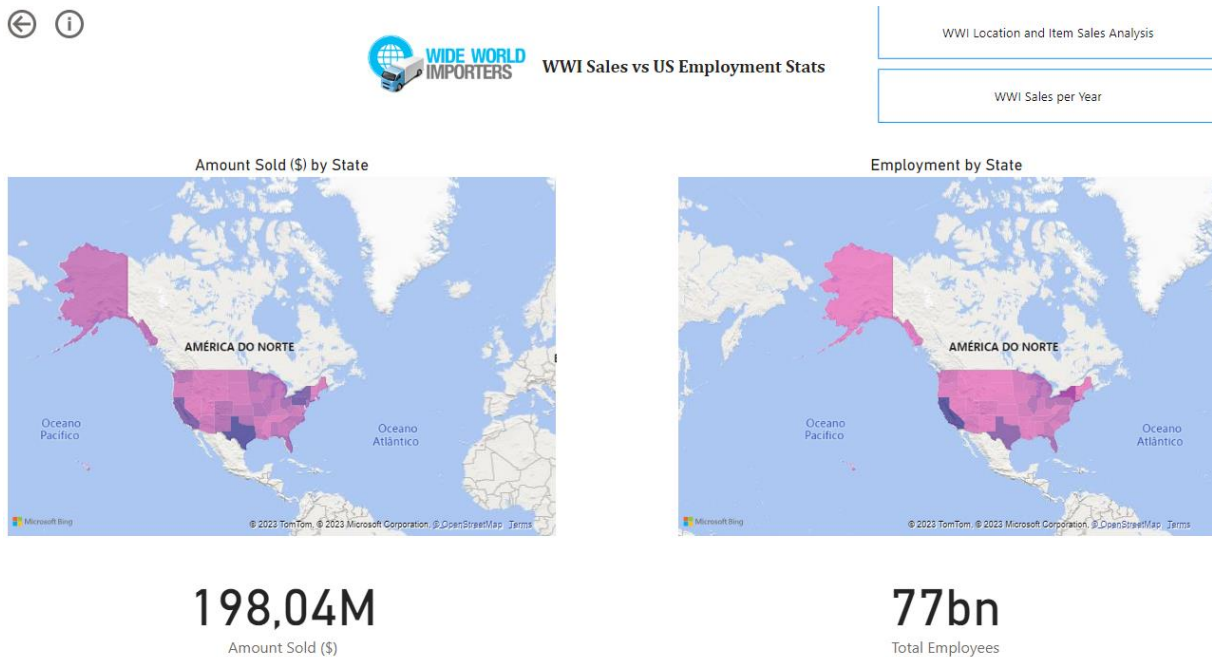 WIDE WORLD
IMPORTERS
WWI Sales vs US Employment Stats
WWI Location and Item Sales Analysis
WWI Sales per Year
Amount Sold ($) by State
AMÉRICA DO NORTE
Oceano
Pacífico
Oceano
Atlântico
Microsoft Bing
© 2023 TomTom, © 2023 Microsoft Corporation, © OpenStreetMap Terms
Employment by State
AMÉRICA DO NORTE
Oceano
Pacífico
Oceano
Atlântico
Microsoft Bing
© 2023 TomTom, © 2023 Microsoft Corporation, © OpenStreetMap Terms
198,04M
Amount Sold ($)
77bn
Total Employees